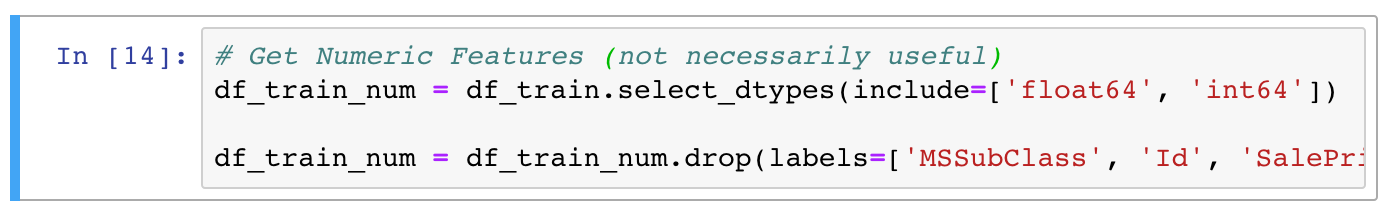 In [14]: # Get Numeric Features (not necessarily useful)
df_train_num = df_train.select_dtypes(include=['float64', 'int64'])
df_train_num = df_train_num.drop(labels=['MSSubClass', 'Id',